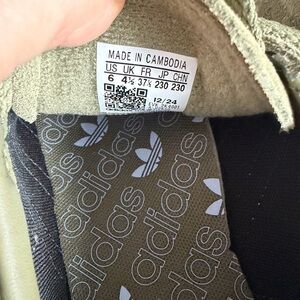 MADE IN CAMBODIA
US UK FR JP CHN
6 4½ 37⅓ 230 230
12/24
adidas
adidas
adidas
adidas